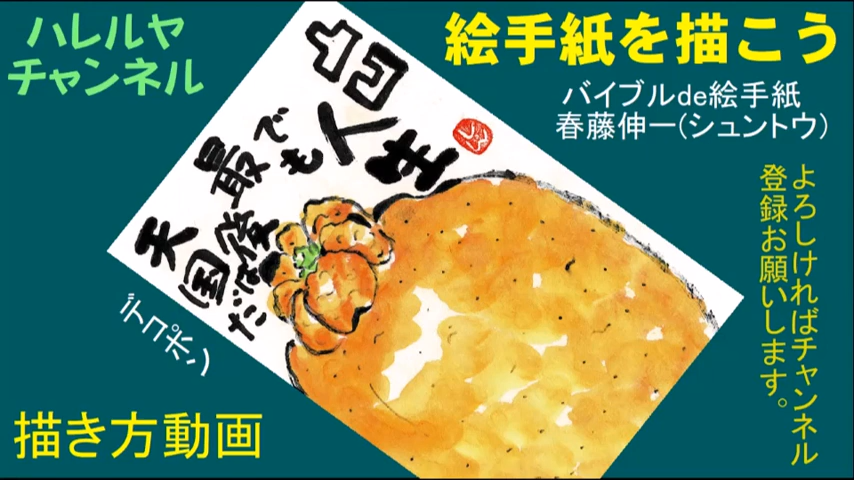 ハレルヤ
チャンネル
絵手紙を描こう
バイブルde絵手紙
春藤伸一(シュントウ)
よろしければチャンネル
登録お願いします。
凸凹
人生
でも
最後は
天国だ
デコポン
描き方動画